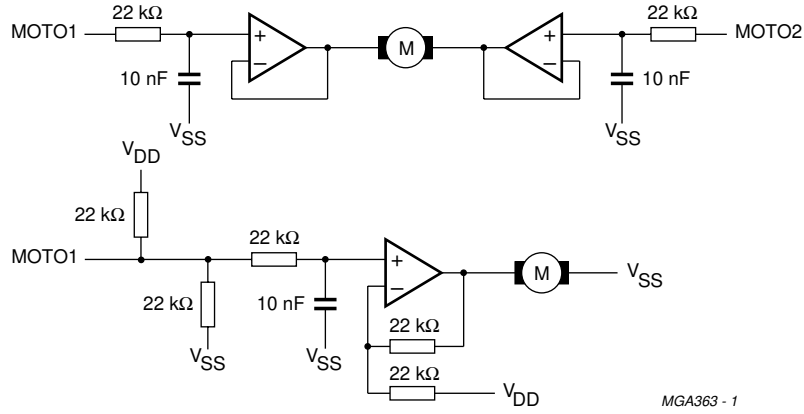 22 kΩ 22 kΩ
MOTO1 + M + MOTO2
10 nF − − 10 nF
VSS VSS
VDD
22 kΩ
MOTO1 22 kΩ + M VSS
22 kΩ 10 nF − 22 kΩ
VSS VSS 22 kΩ VDD
MGA363 - 1